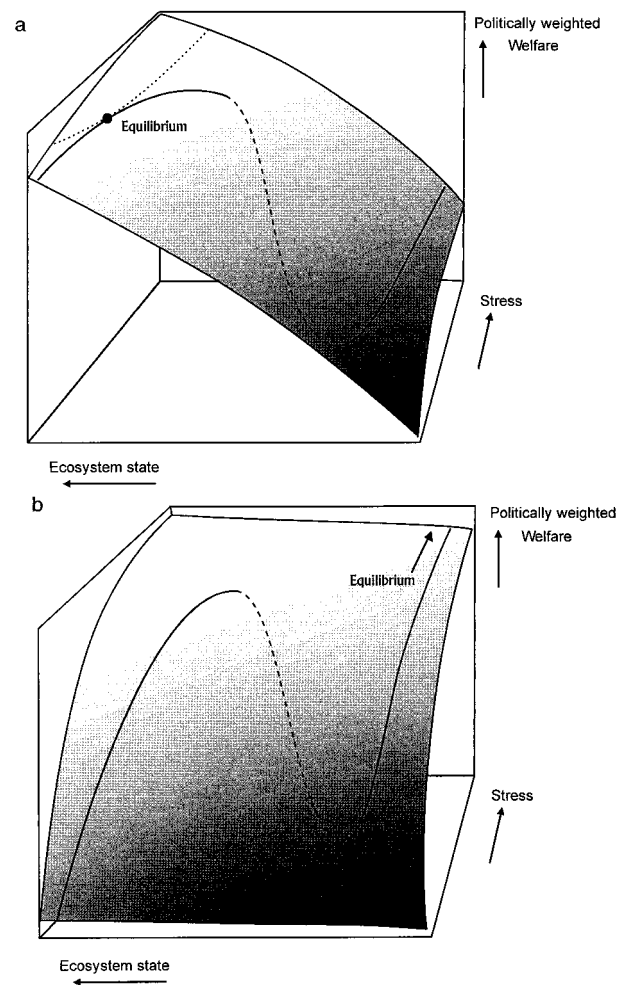 a
Politically weighted
Welfare
Equilibrium
Stress
Ecosystem state
b
Politically weighted
Welfare
Equilibrium
Stress
Ecosystem state